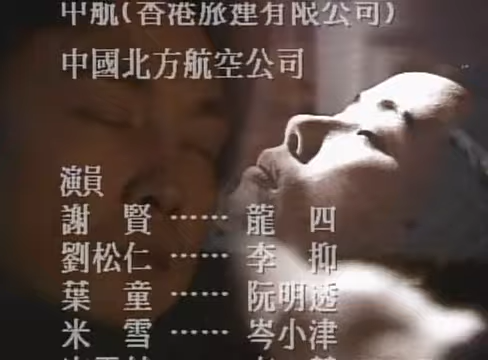 中航(香港旅運有限公司)
中國北方航空公司
演員
謝 賢 …… 龍 四
劉松仁 …… 李 抑
葉 童 …… 阮明透
米 雪 …… 岑小津